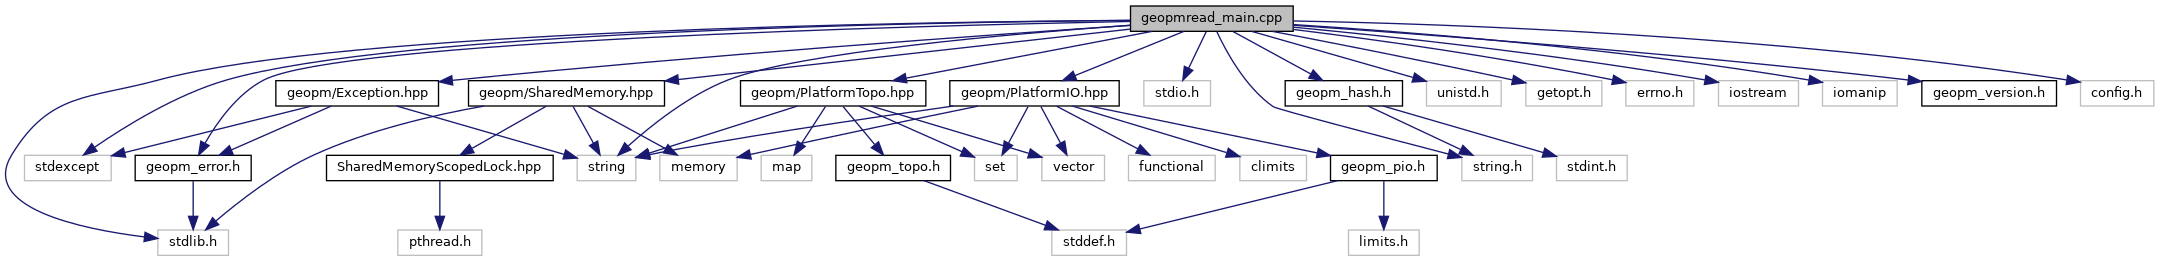 geopmread_main.cpp
geopm/Exception.hpp
geopm/SharedMemory.hpp
geopm/PlatformTopo.hpp
geopm/PlatformIO.hpp
stdio.h
geopm_hash.h
unistd.h
getopt.h
errno.h
iostream
iomanip
geopm_version.h
config.h
stdexcept
geopm_error.h
SharedMemoryScopedLock.hpp
string
memory
map
geopm_topo.h
set
vector
functional
climits
geopm_pio.h
string.h
stdint.h
stdlib.h
pthread.h
stddef.h
limits.h